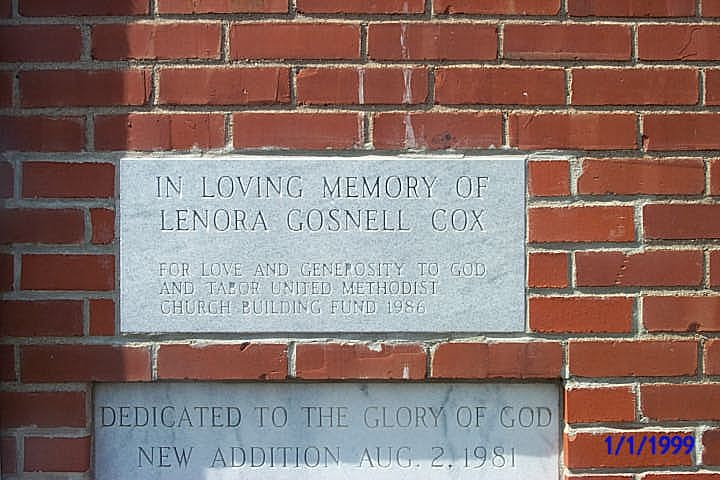 IN LOVING MEMORY OF
LENORA GOSNELL COX
FOR LOVE AND GENEROSITY TO GOD
AND TABOR UNITED METHODIST
CHURCH BUILDING FUND 1986
DEDICATED TO THE GLORY OF GOD
NEW ADDITION AUG. 2, 1981
1/1/1999